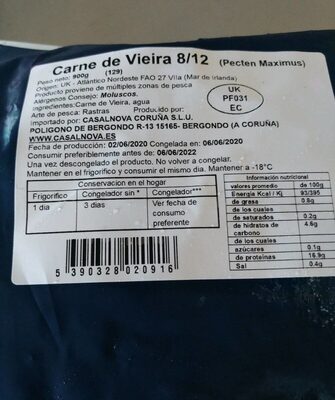 Carne de Vieira 8/12 (Pecten Maximus)
Peso neto: 900g (129)
Origen: UK - Atlántico Nordeste FAO 27 VIIa (Mar de Irlanda)
Producto proviene de múltiples zonas de pesca
Alérgenos Consejo: Moluscos.
Ingredientes:Carne de Vieira, agua
Arte de pesca: Rastras Producido por:
UK
PF031
EC
Importado por: CASALNOVA CORUÑA S.L.U.
POLIGONO DE BERGONDO R-13 15165- BERGONDO (A CORUÑA)
WWW.CASALNOVA.ES
Fecha de producción: 02/06/2020 Congelada en: 06/06/2020
Consumir preferiblemente antes de: 06/06/2022
Una vez descongelado el producto. No volver a congelar.
Mantener en el frigorífico y consumir el mismo día. Mantener a -18°C
Conservacion en el hogar
Frigorífico Congelador sin * Congelador***
1 dia 3 dias Ver fecha de
consumo
preferente
Información nutricional
valores promedio de 100g
Energia Kcal / Kj 93/395
de grasa 0.8g
de los cuales
de saturados 0.2g
de hidratos de 4.6g
carbono
de los cuales
azúcares 0.1g
de proteinas 16.9g
Sal 0.4g
5 390328 020916